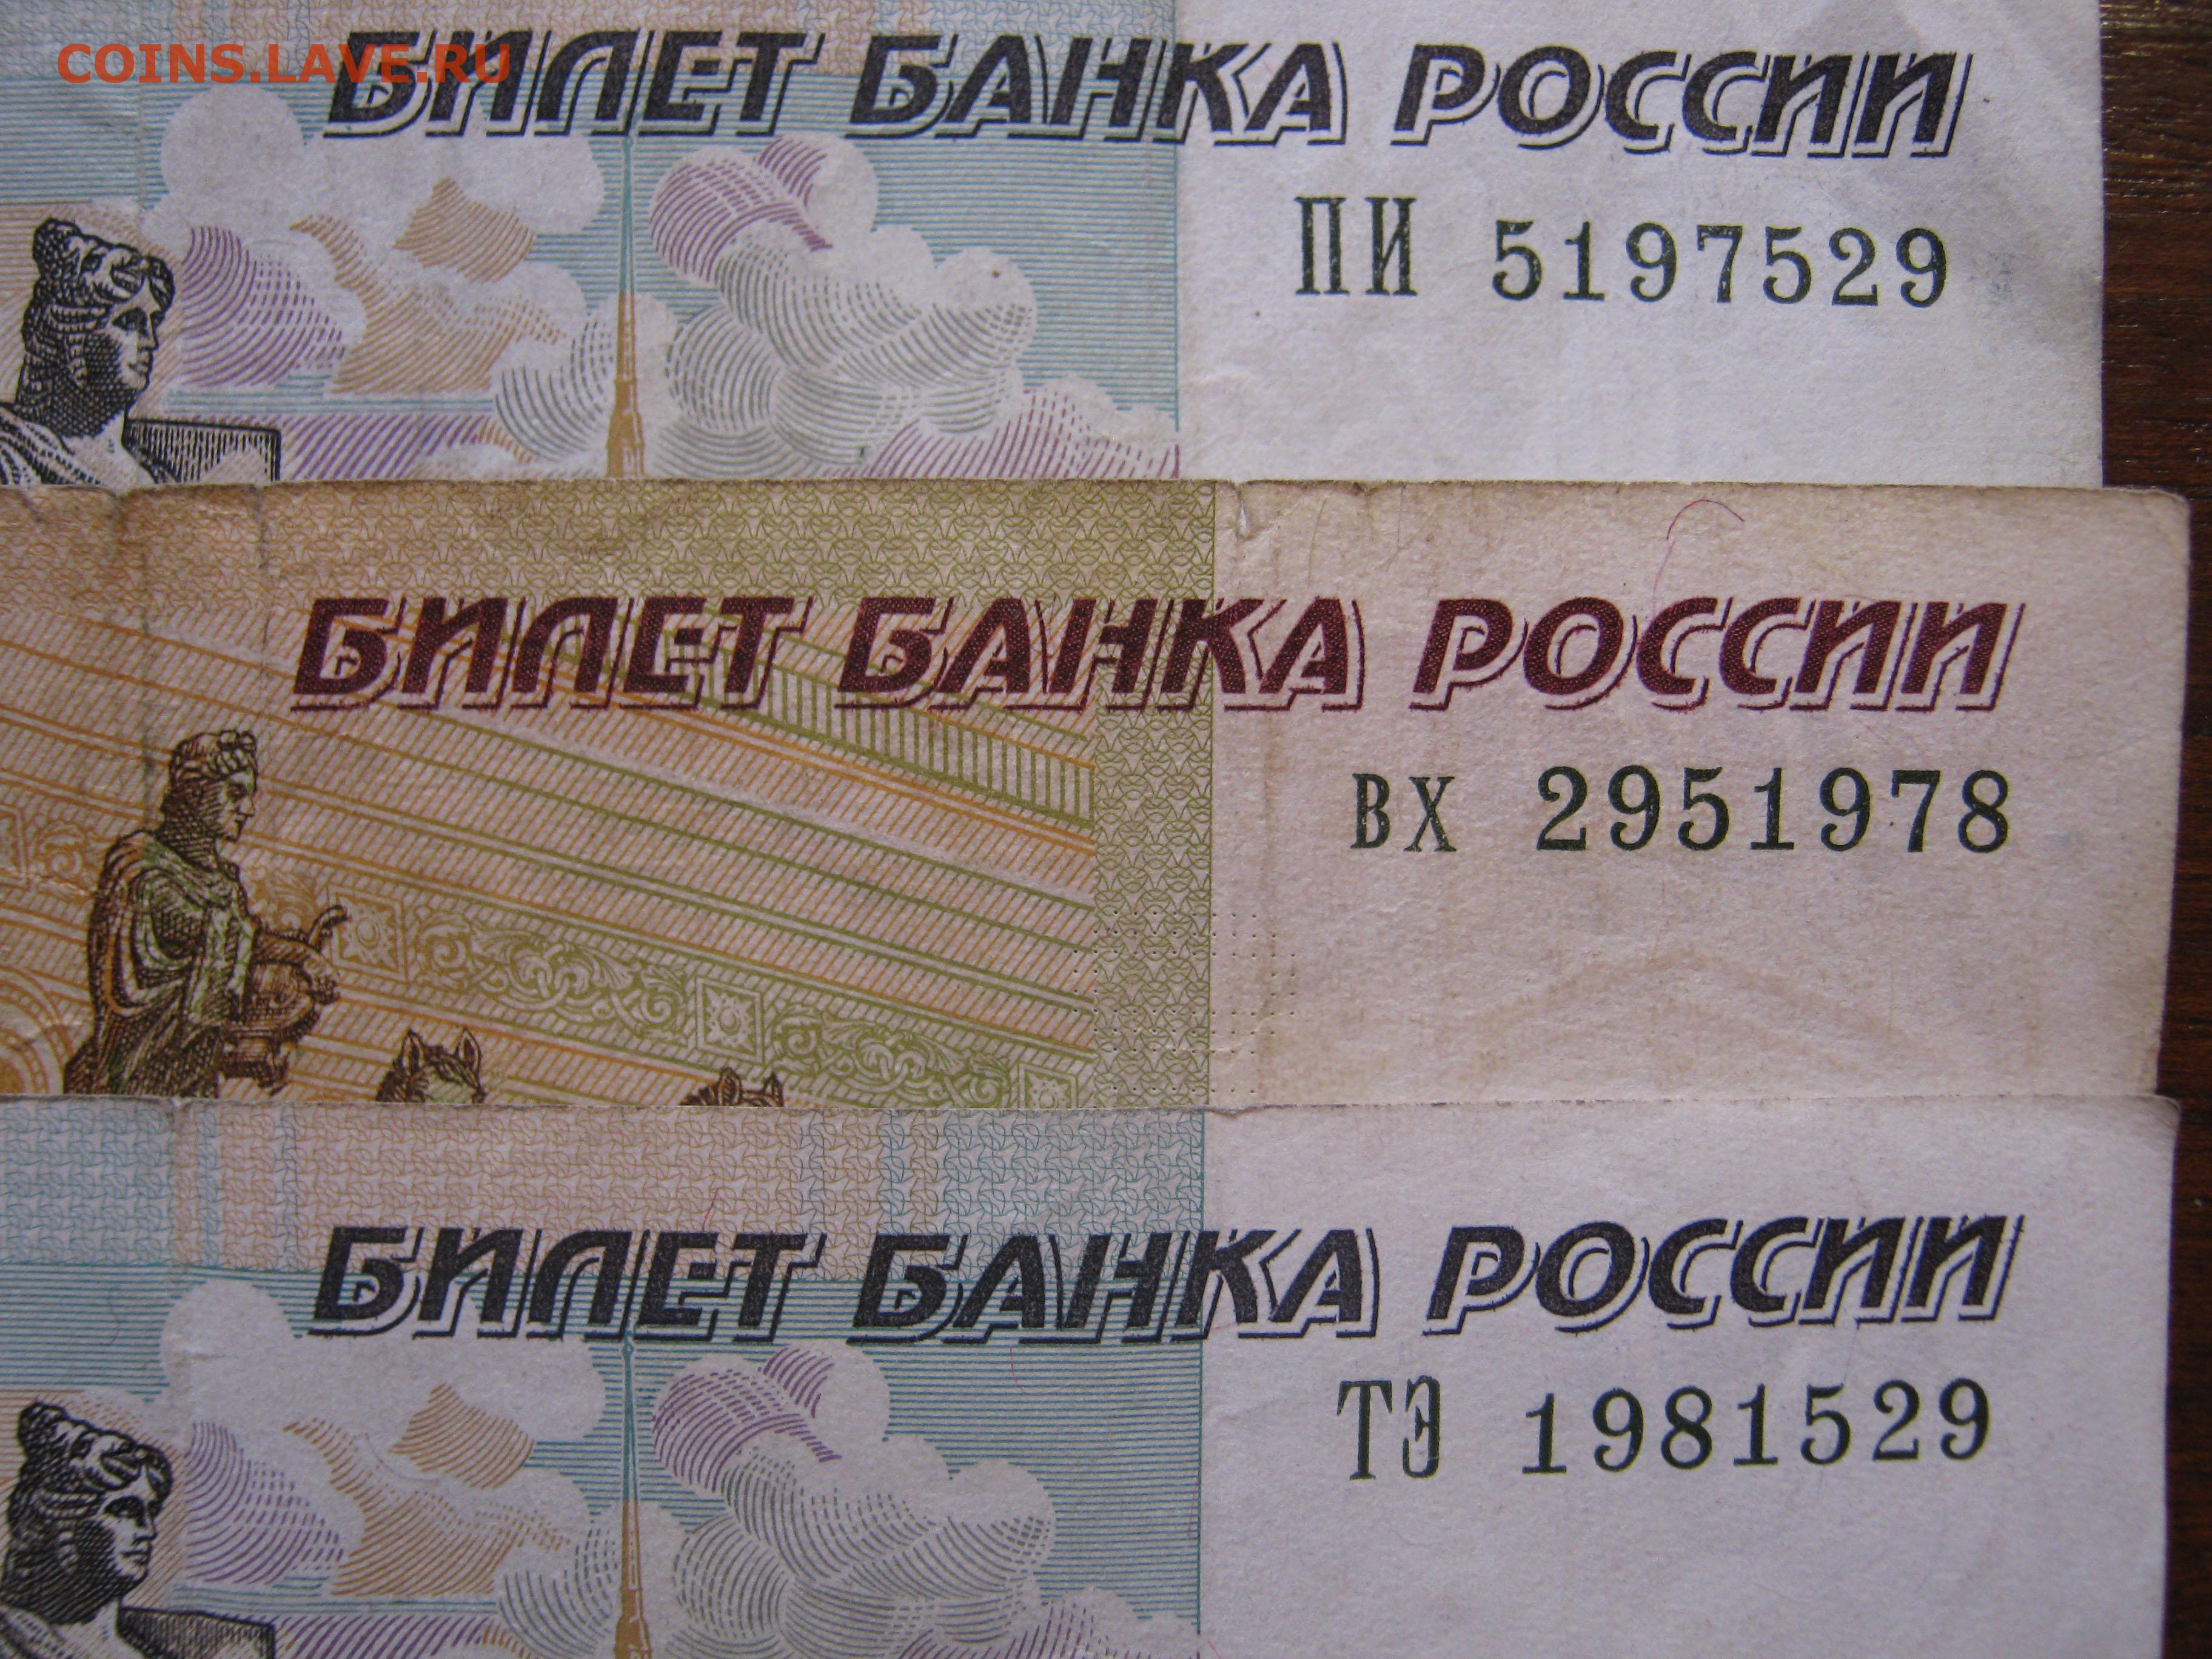 COINS.LAVE.RU
БИЛЕТ БАНКА РОССИИ
ПИ 5197529
БИЛЕТ БАНКА РОССИИ
ВХ 2951978
БИЛЕТ БАНКА РОССИИ
ТЭ 1981529